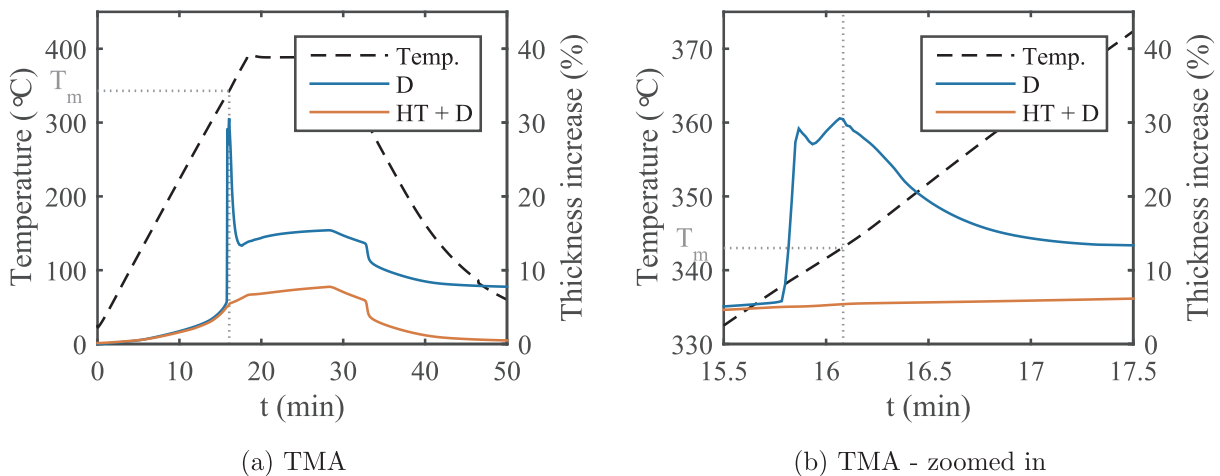 400
300
200
100
0
Temperature (°C)
T_m
40
30
20
10
0
Thickness increase (%)
0 10 20 30 40 50
t (min)
Temp.
D
HT + D
(a) TMA
370
360
350
340
330
Temperature (°C)
T_m
40
30
20
10
0
Thickness increase (%)
15.5 16 16.5 17 17.5
t (min)
Temp.
D
HT + D
(b) TMA - zoomed in